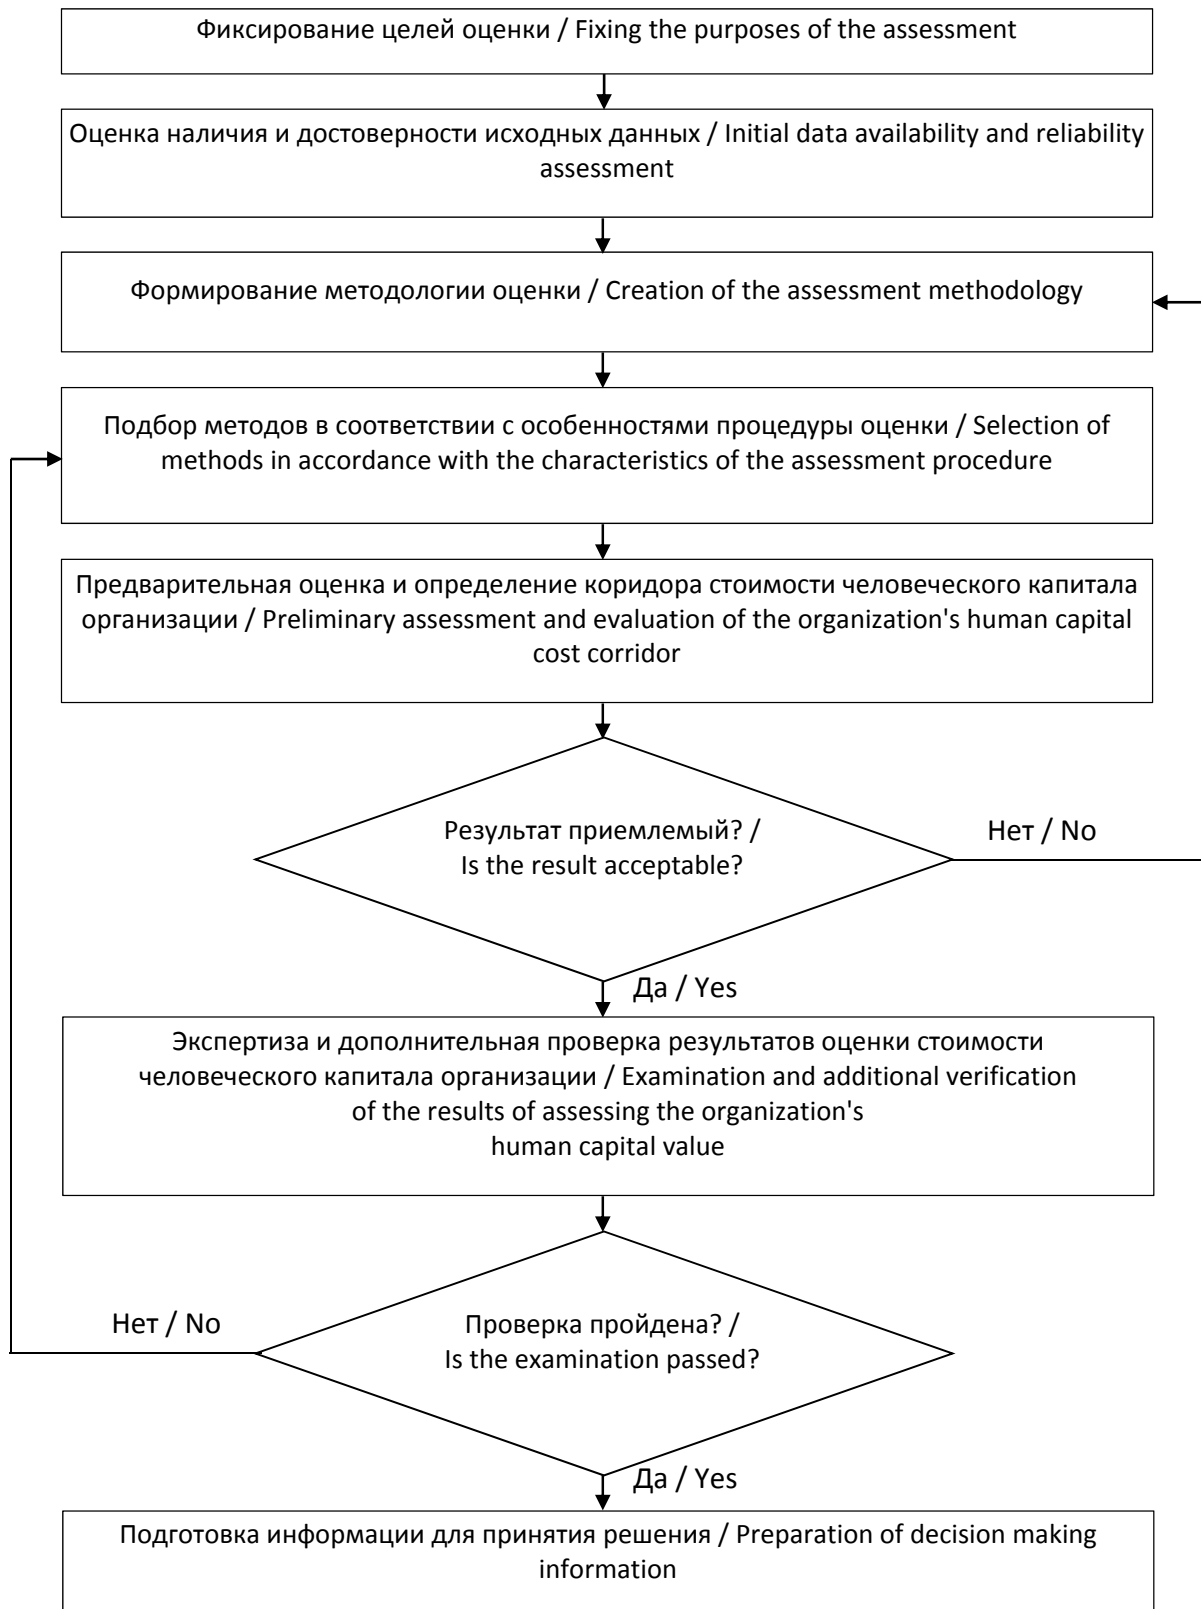 Фиксирование целей оценки / Fixing the purposes of the assessment
Оценка наличия и достоверности исходных данных / Initial data availability and reliability
assessment
Формирование методологии оценки / Creation of the assessment methodology
Подбор методов в соответствии с особенностями процедуры оценки / Selection of
methods in accordance with the characteristics of the assessment procedure
Предварительная оценка и определение коридора стоимости человеческого капитала
организации / Preliminary assessment and evaluation of the organization's human capital
cost corridor
Результат приемлемый? /
Is the result acceptable?
Нет / No
Да / Yes
Экспертиза и дополнительная проверка результатов оценки стоимости
человеческого капитала организации / Examination and additional verification
of the results of assessing the organization's
human capital value
Нет / No
Проверка пройдена? /
Is the examination passed?
Да / Yes
Подготовка информации для принятия решения / Preparation of decision making
information